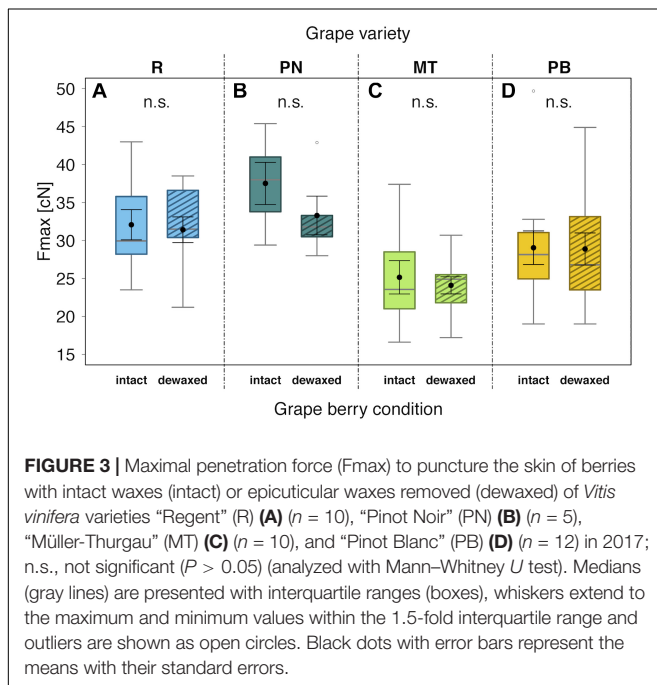 Grape variety
R PN MT PB
A B C D
n.s. n.s. n.s. n.s.
Fmax [cN]
50
45
40
35
30
25
20
15
intact dewaxed intact dewaxed intact dewaxed intact dewaxed
Grape berry condition
FIGURE 3 | Maximal penetration force (Fmax) to puncture the skin of berries
with intact waxes (intact) or epicuticular waxes removed (dewaxed) of Vitis
vinifera varieties “Regent” (R) (A) (n = 10), “Pinot Noir” (PN) (B) (n = 5),
“Müller-Thurgau” (MT) (C) (n = 10), and “Pinot Blanc” (PB) (D) (n = 12) in 2017;
n.s., not significant (P > 0.05) (analyzed with Mann–Whitney U test). Medians
(gray lines) are presented with interquartile ranges (boxes), whiskers extend to
the maximum and minimum values within the 1.5-fold interquartile range and
outliers are shown as open circles. Black dots with error bars represent the
means with their standard errors.